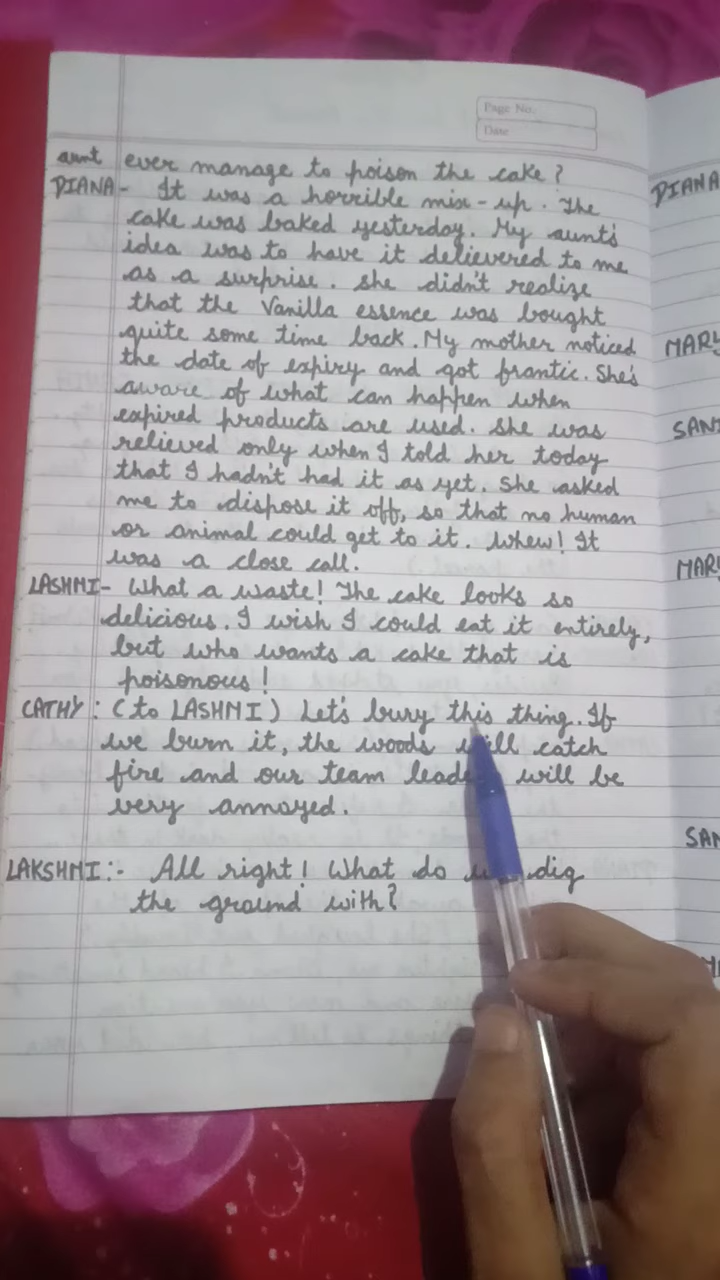 Page No.
Date
aunt ever manage to poison the cake?
DIANA- It was a horrible mix-up. The
cake was baked yesterday. My aunt's
idea was to have it delievered to me
as a surprise. She didn't realize
that the Vanilla essence was bought
quite some time back. My mother noticed
the date of expiry and got frantic. She's
aware of what can happen when
expired products are used. She was
relieved only when I told her today
that I hadn't had it as yet. She asked
me to dispose it off, so that no human
or animal could get to it. Whew! It
was a close call.
LASHMI- What a waste! The cake looks so
delicious. I wish I could eat it entirely,
but who wants a cake that is
poisonous!
CATHY: (to LASHMI) Let's bury this thing. If
we burn it, the woods will catch
fire and our team leader will be
very annoyed.
LAKSHMI:- All right! What do dig
the ground with?
DIANA